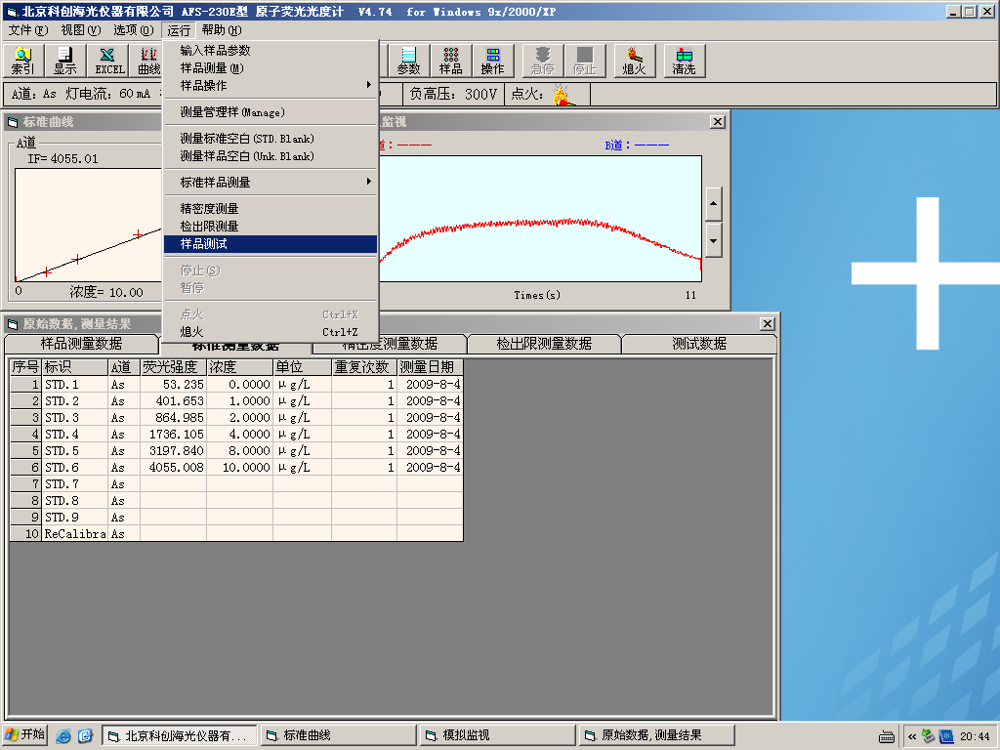 北京科创海光仪器有限公司 AFS-230E型 原子荧光光度计 V4.74 for Windows 9x/2000/XP
文件(F) 视图(V) 选项(O) 运行 帮助(H)
索引 显示 EXCEL 曲线 参数 样品 操作 急停 停止 熄火 清洗
A道: As 灯电流: 60 mA 负高压: 300V 点火:
输入样品参数
样品测量(M)
样品操作
测量管理样(Manage)
测量标准空白(STD.Blank)
测量样品空白(Unk.Blank)
标准样品测量
精密度测量
检出限测量
样品测试
停止(S)
暂停
点火 Ctrl+X
熄火 Ctrl+Z
标准曲线
A道
IF= 4055.01
0 浓度= 10.00
监视
道: ——— B道: ———
Times(s) 11
原始数据,测量结果
样品测量数据 标准测量数据 精密度测量数据 检出限测量数据 测试数据
序号 标识 A道 荧光强度 浓度 单位 重复次数 测量日期
1 STD.1 As 53.235 0.0000 μg/L 1 2009-8-4
2 STD.2 As 401.653 1.0000 μg/L 1 2009-8-4
3 STD.3 As 864.985 2.0000 μg/L 1 2009-8-4
4 STD.4 As 1736.105 4.0000 μg/L 1 2009-8-4
5 STD.5 As 3197.840 8.0000 μg/L 1 2009-8-4
6 STD.6 As 4055.008 10.0000 μg/L 1 2009-8-4
7 STD.7 As
8 STD.8 As
9 STD.9 As
10 ReCalibra As
开始 北京科创海光仪器有... 标准曲线 模拟监视 原始数据,测量结果 « 20:44